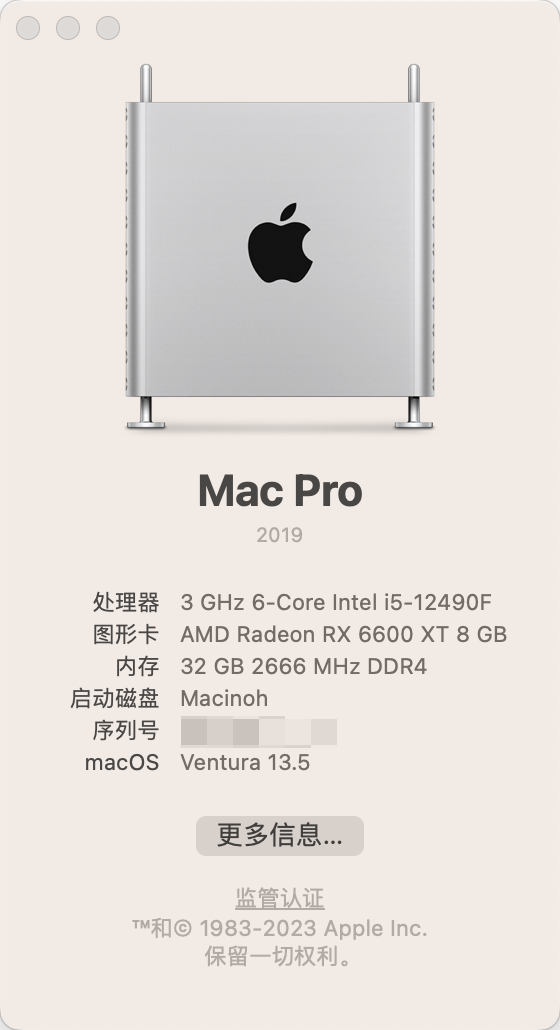 Mac Pro
2019
处理器 3 GHz 6-Core Intel i5-12490F
图形卡 AMD Radeon RX 6600 XT 8 GB
内存 32 GB 2666 MHz DDR4
启动磁盘 Macinoh
序列号
macOS Ventura 13.5
更多信息...
监管认证
™和© 1983-2023 Apple Inc.
保留一切权利。